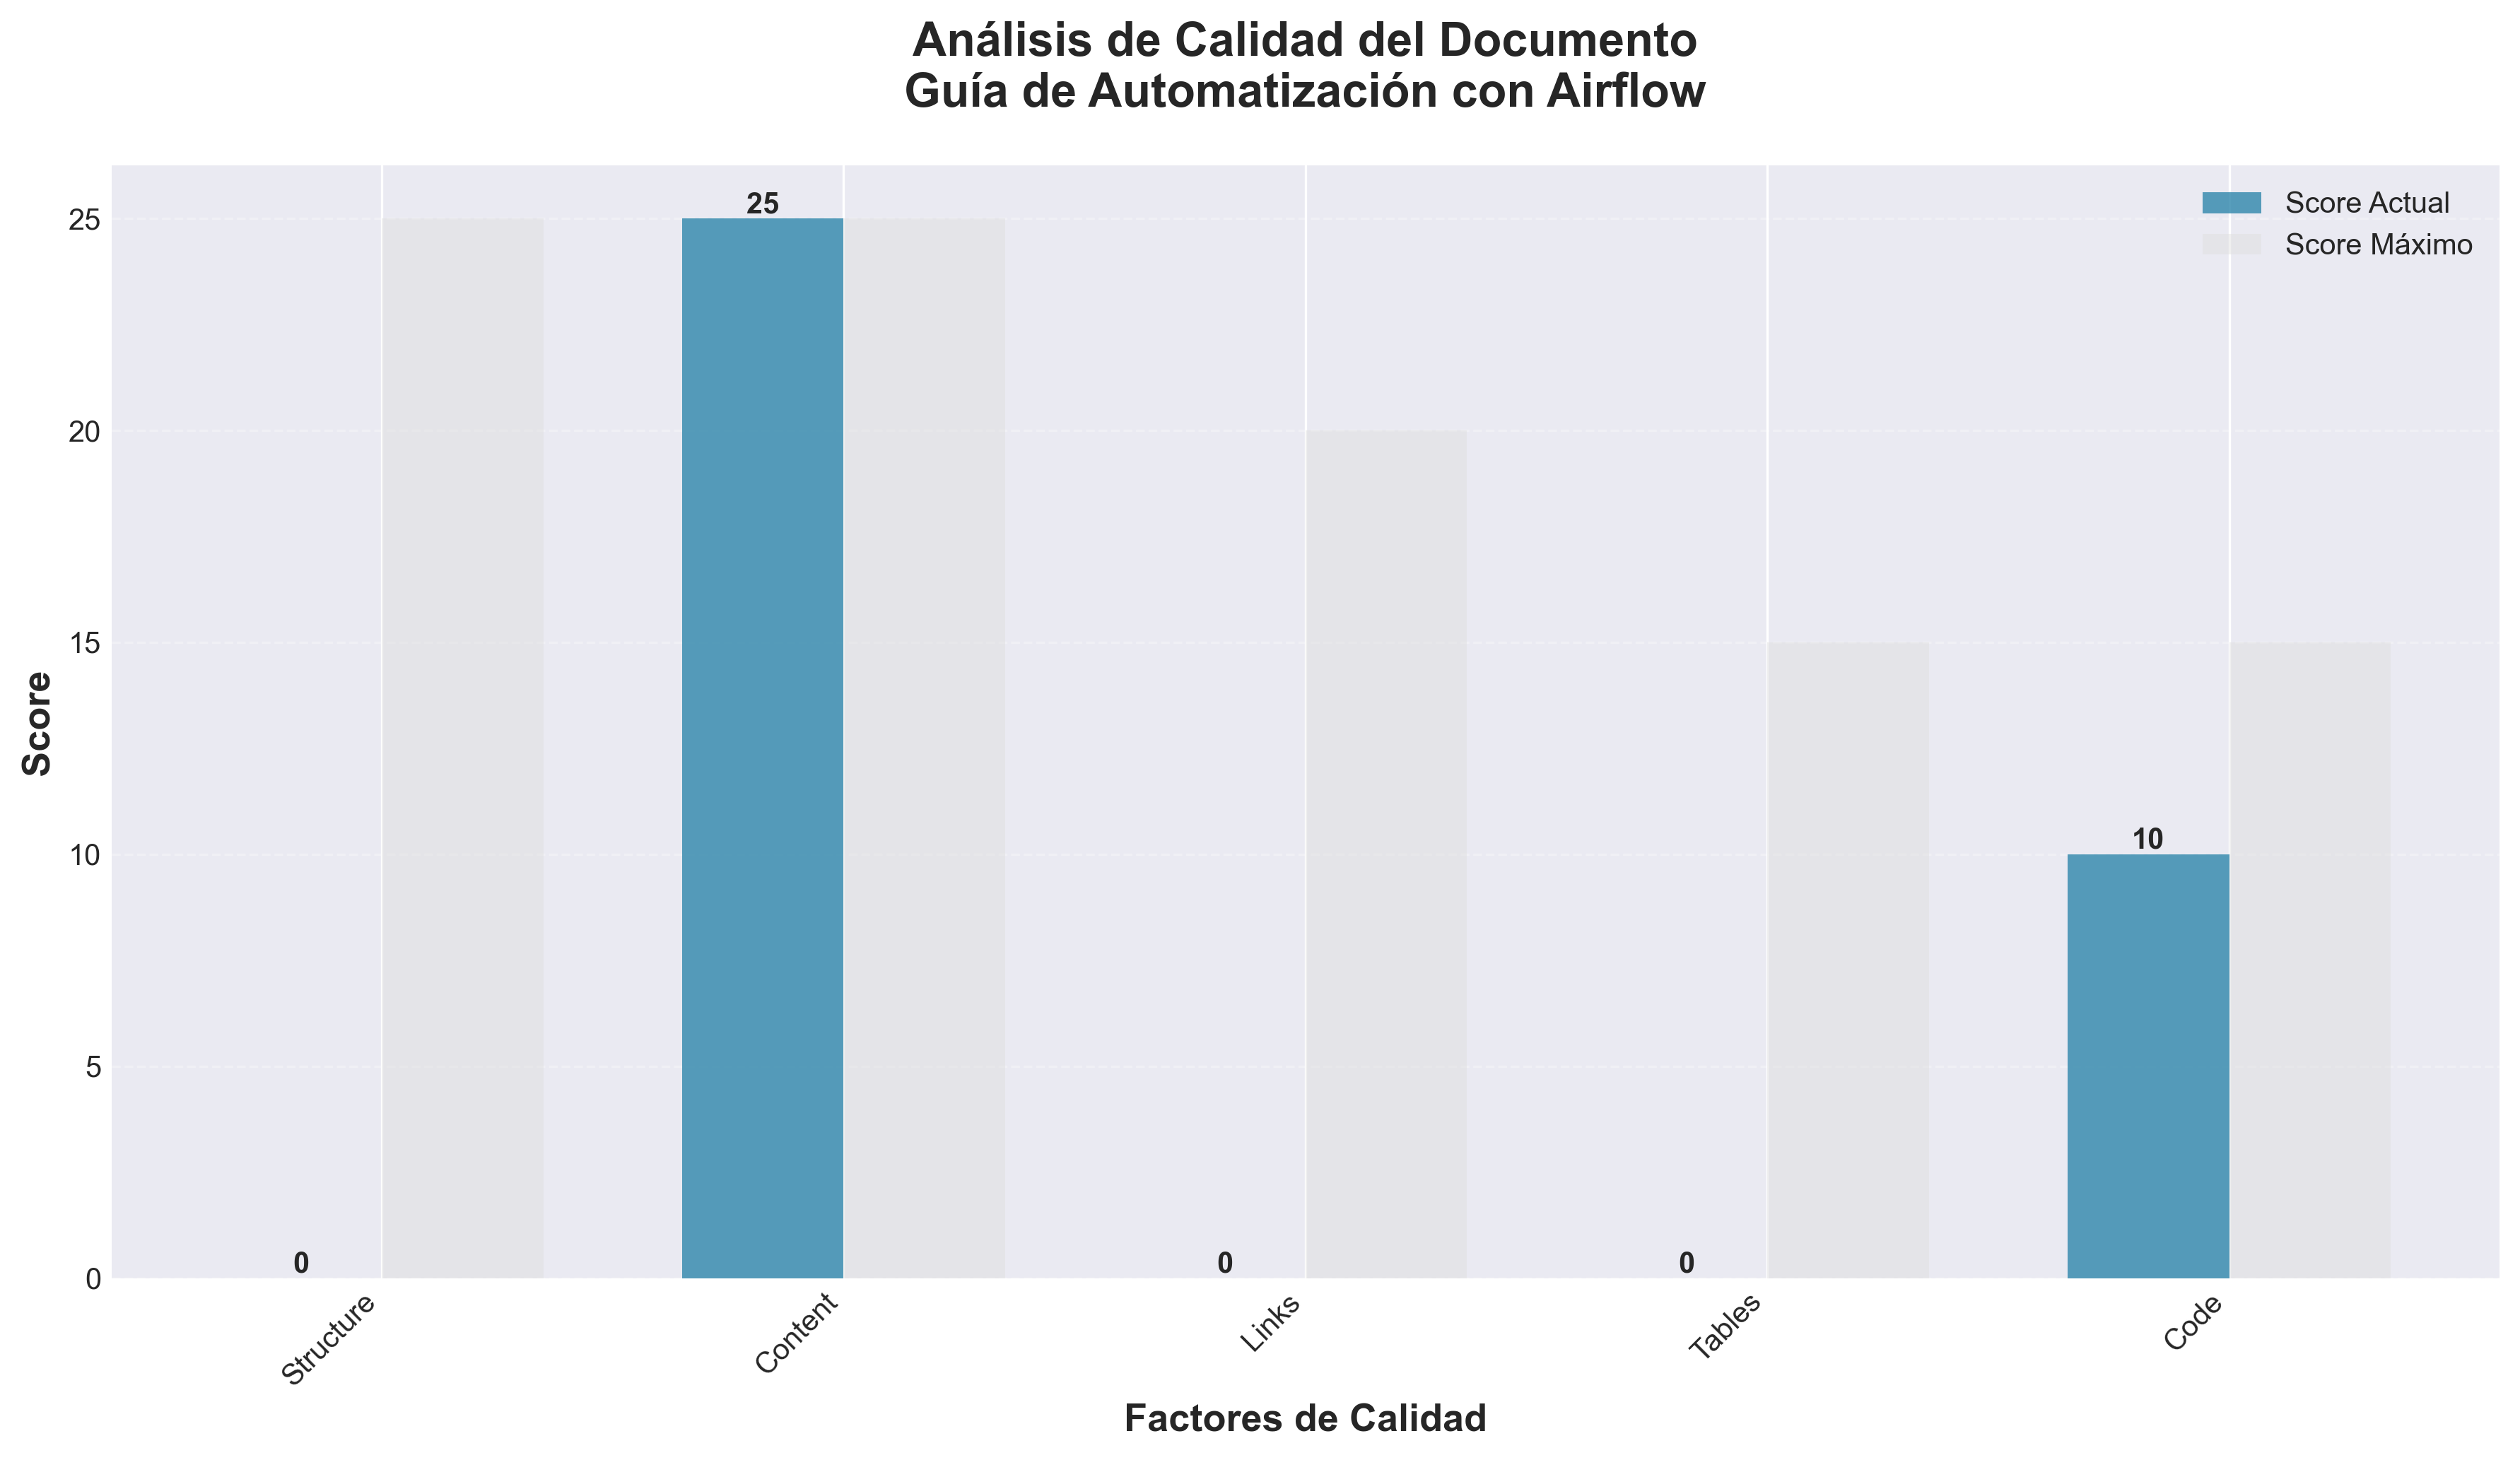 Análisis de Calidad del Documento
Guía de Automatización con Airflow
Score Actual
Score Máximo
25
20
15
10
5
0
Score
0
25
0
0
10
Structure
Content
Links
Tables
Code
Factores de Calidad